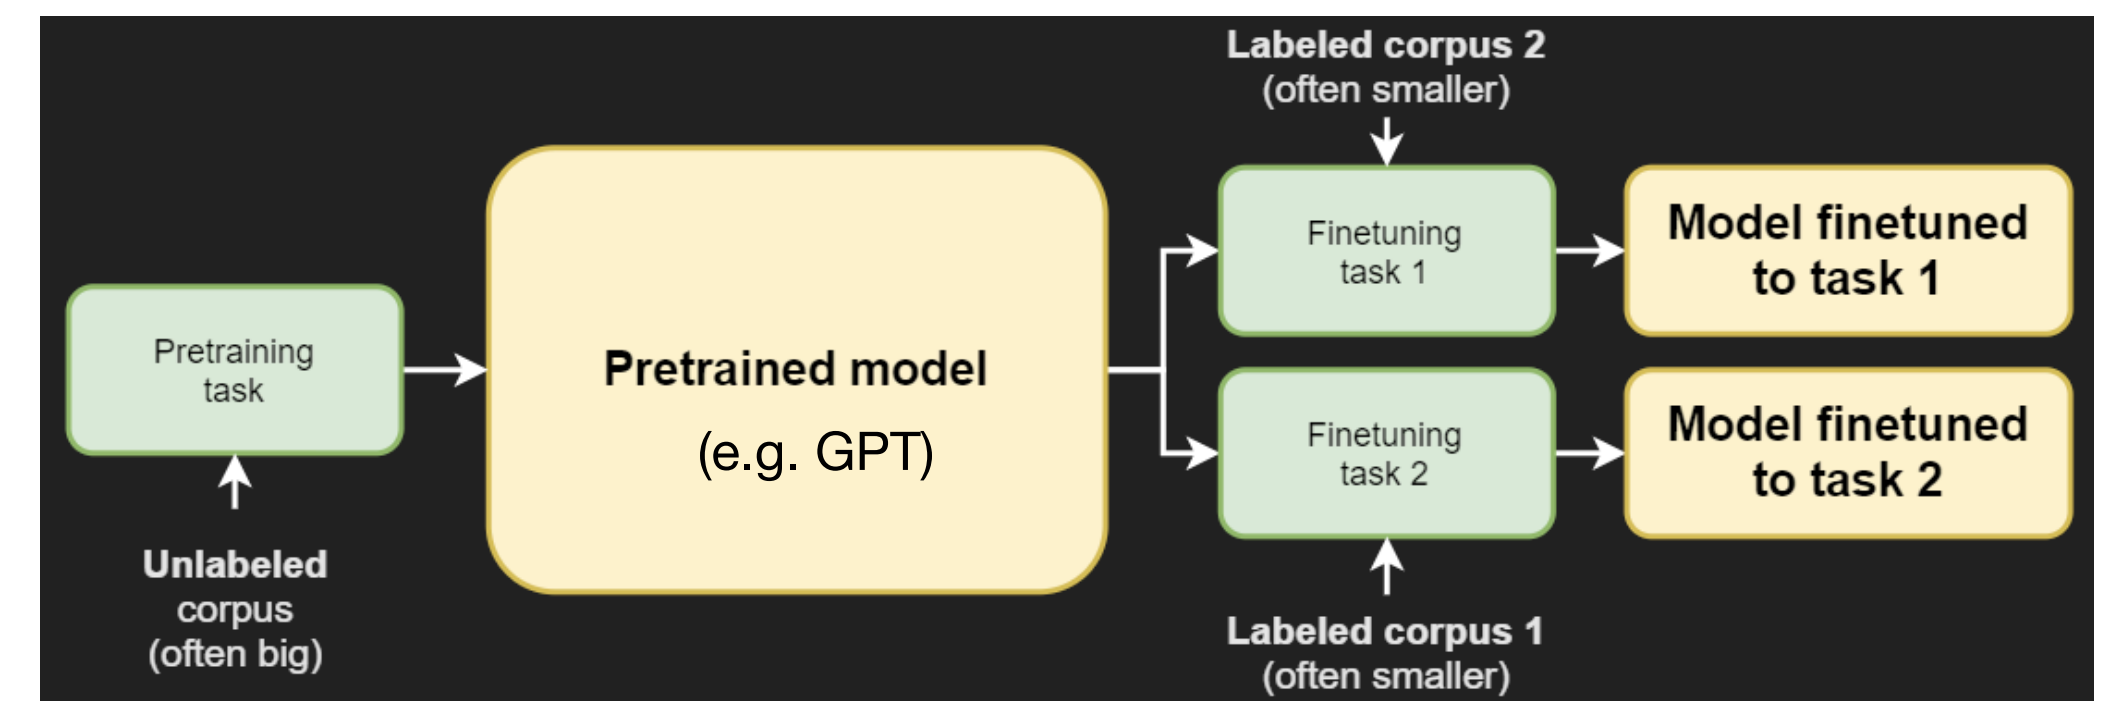 Labeled corpus 2
(often smaller)
Pretraining
task
Unlabeled
corpus
(often big)
Pretrained model
(e.g. GPT)
Finetuning
task 1
Model finetuned
to task 1
Finetuning
task 2
Model finetuned
to task 2
Labeled corpus 1
(often smaller)